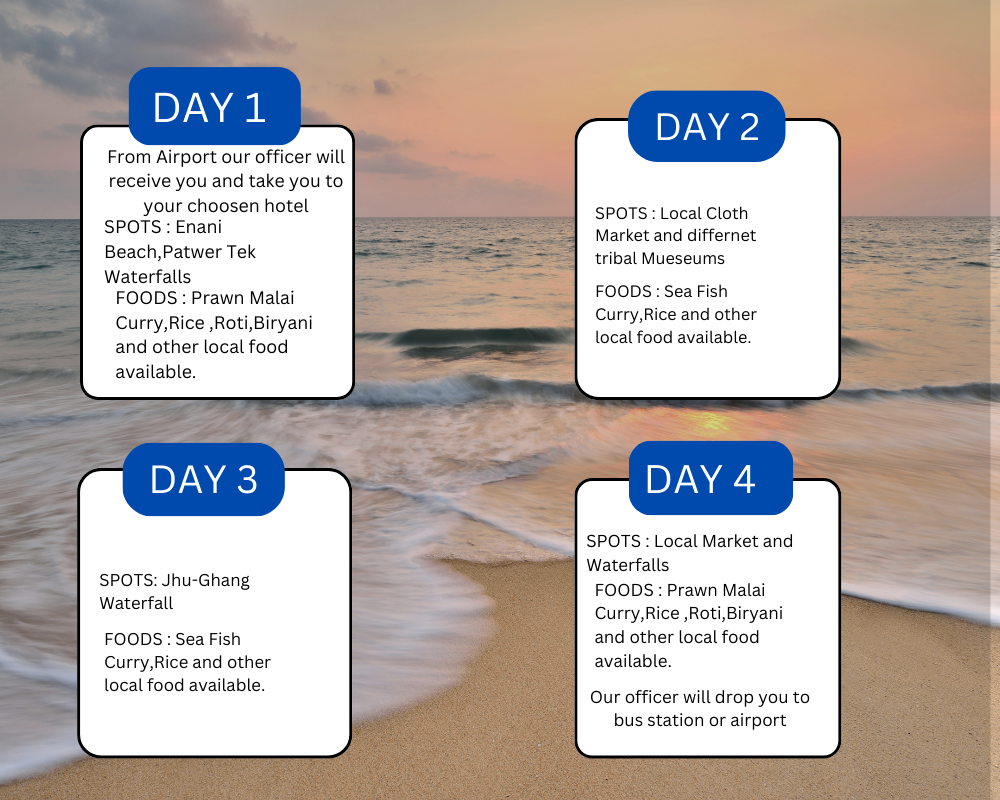 DAY 1
From Airport our officer will
receive you and take you to
your choosen hotel
SPOTS : Enani
Beach,Patwer Tek
Waterfalls
FOODS : Prawn Malai
Curry,Rice ,Roti,Biryani
and other local food
available.
DAY 2
SPOTS : Local Cloth
Market and differnet
tribal Mueseums
FOODS : Sea Fish
Curry,Rice and other
local food available.
DAY 3
SPOTS: Jhu-Ghang
Waterfall
FOODS : Sea Fish
Curry,Rice and other
local food available.
DAY 4
SPOTS : Local Market and
Waterfalls
FOODS : Prawn Malai
Curry,Rice ,Roti,Biryani
and other local food
available.
Our officer will drop you to
bus station or airport